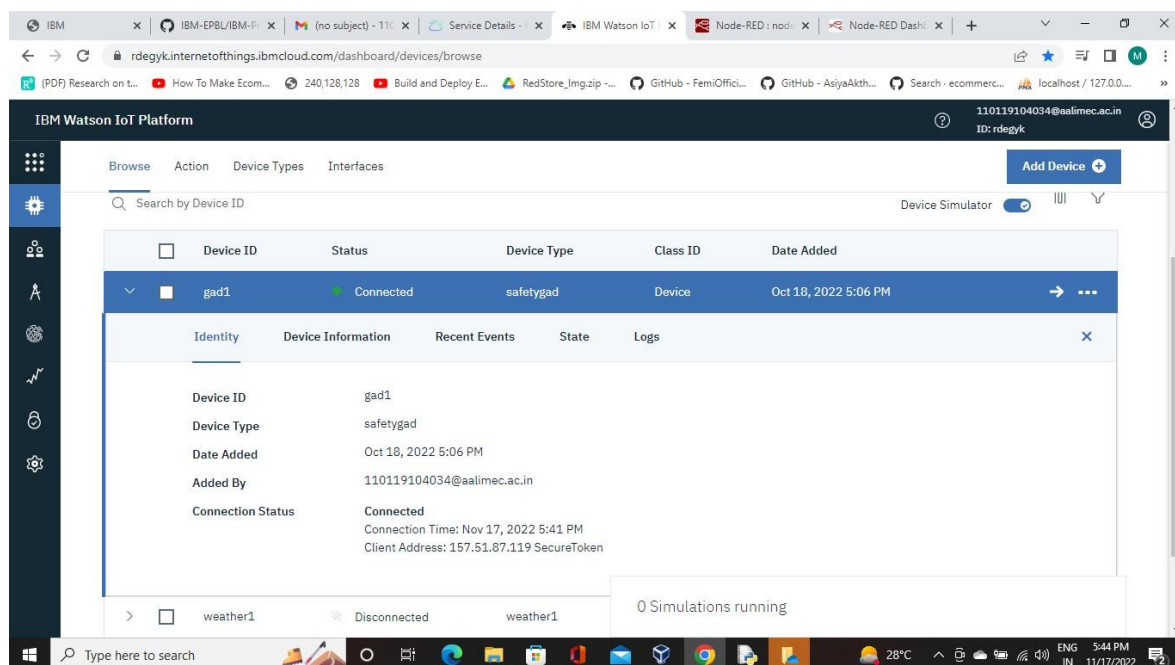 IBM
IBM-EPBL/IBM-P
(no subject) - 110
Service Details -
IBM Watson IoT
Node-RED : node
Node-RED Dash
rdegyk.internetofthings.ibmcloud.com/dashboard/devices/browse
M
(PDF) Research on t...
How To Make Ecom...
240,128,128
Build and Deploy E...
RedStore_Img.zip -...
GitHub - FemiOffici...
GitHub - AsiyaAkth...
Search · ecommerc...
localhost / 127.0.0....
IBM Watson IoT Platform
110119104034@aalimec.ac.in
ID: rdegyk
Browse Action Device Types Interfaces
Add Device
Search by Device ID
Device Simulator
Device ID Status Device Type Class ID Date Added
gad1 Connected safetygad Device Oct 18, 2022 5:06 PM
Identity Device Information Recent Events State Logs
Device ID gad1
Device Type safetygad
Date Added Oct 18, 2022 5:06 PM
Added By 110119104034@aalimec.ac.in
Connection Status Connected
Connection Time: Nov 17, 2022 5:41 PM
Client Address: 157.51.87.119 SecureToken
0 Simulations running
weather1 Disconnected weather1
Type here to search
28°C
ENG
IN
5:44 PM
11/17/2022